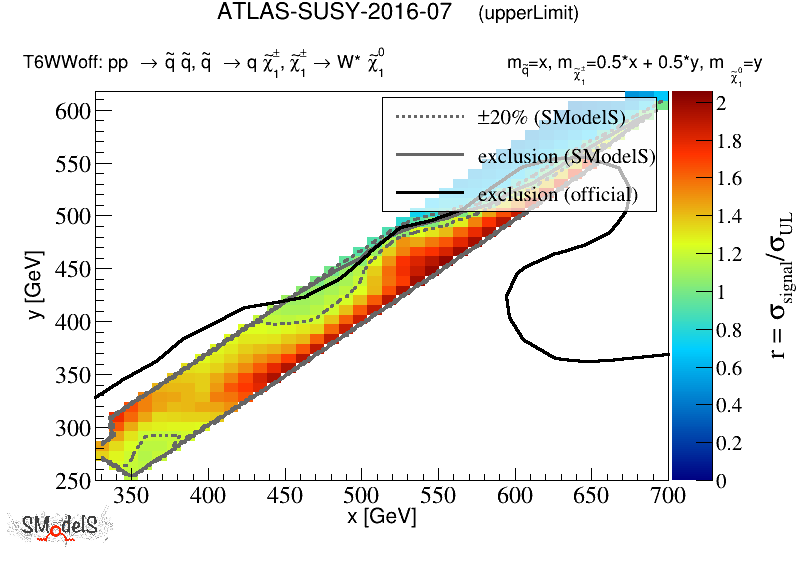 ATLAS-SUSY-2016-07 (upperLimit)
T6WWoff: pp → q̃ q̃, q̃ → q χ̃₁±, χ̃₁± → W* χ̃₁⁰
m_q̃=x, m_χ̃₁±=0.5*x + 0.5*y, m_χ̃₁⁰=y
±20% (SModelS)
exclusion (SModelS)
exclusion (official)
600
550
500
450
400
350
300
250
y [GeV]
350 400 450 500 550 600 650 700
x [GeV]
2
1.8
1.6
1.4
1.2
1
0.8
0.6
0.4
0.2
0
r = σ_signal/σ_UL
SModelS